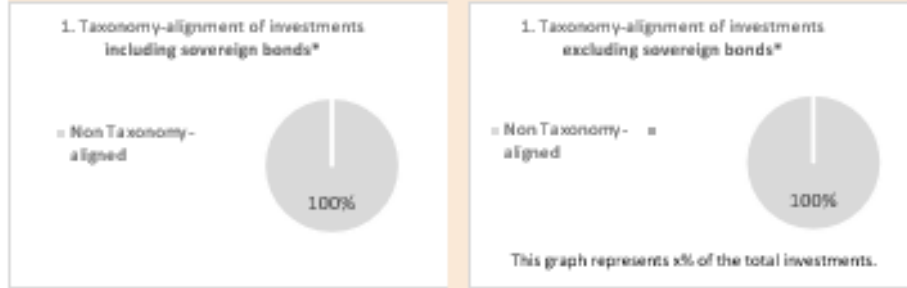 1. Taxonomy-alignment of investments
including sovereign bonds*
Non Taxonomy-
aligned
100%
1. Taxonomy-alignment of investments
excluding sovereign bonds*
Non Taxonomy-
aligned
100%
This graph represents x% of the total investments.